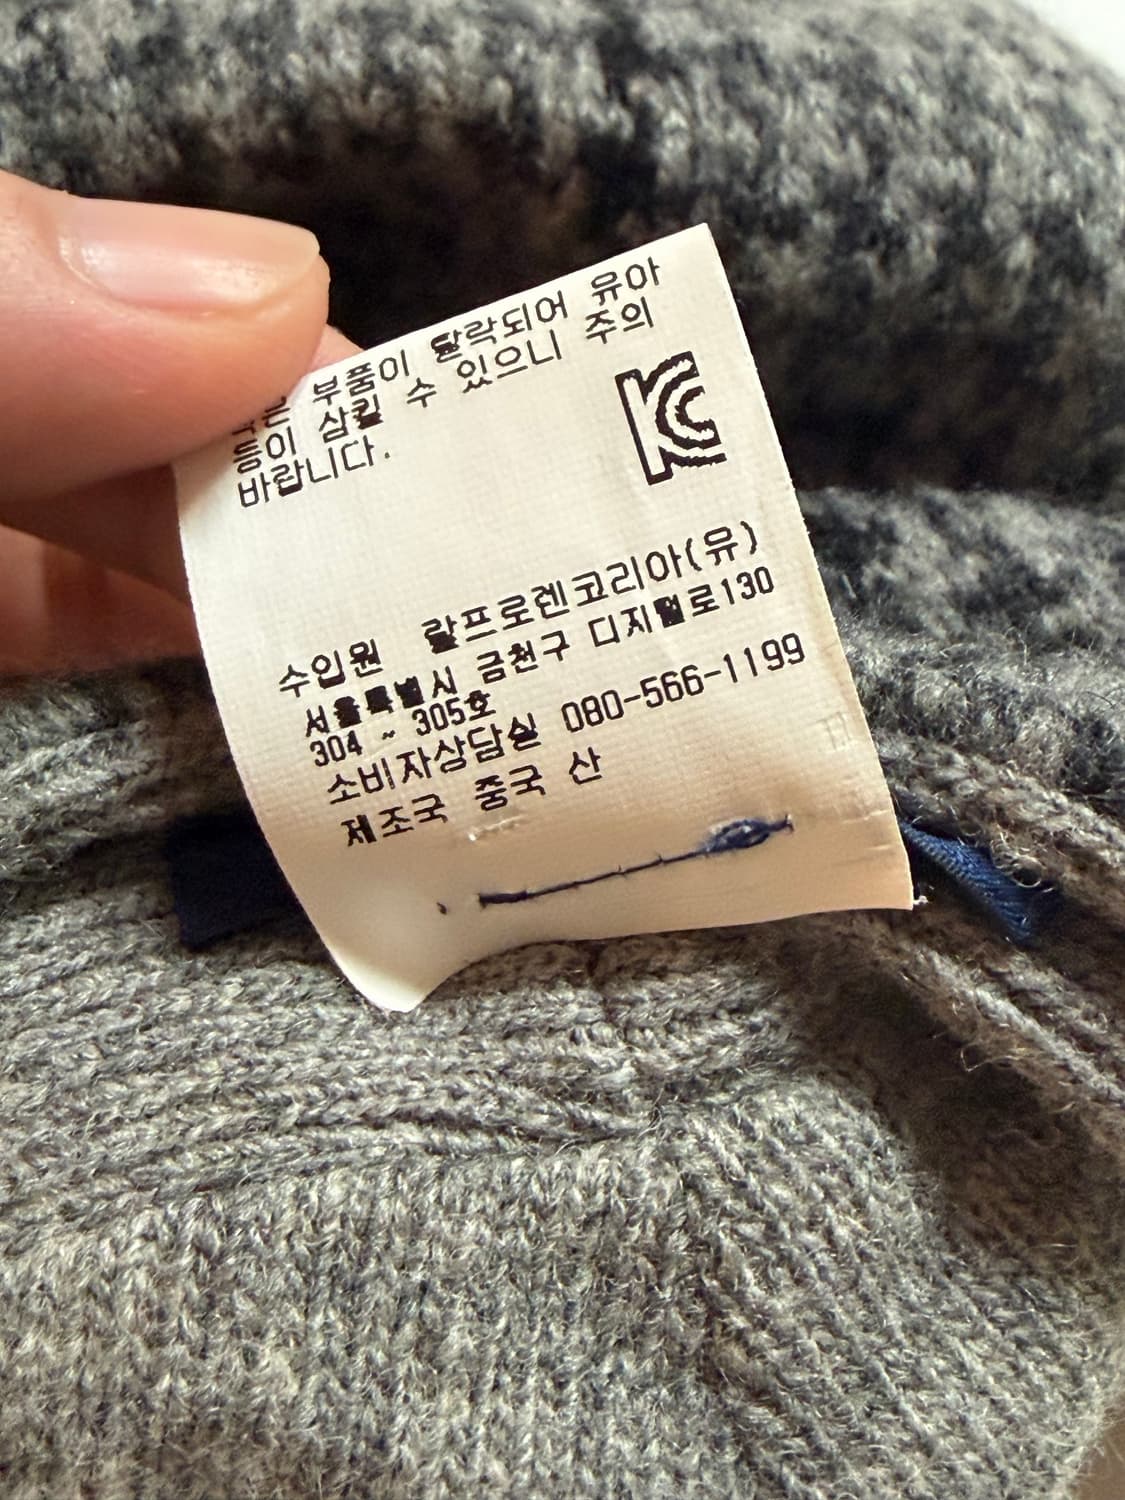 부품이 탈락되어 유아
등이 삼킬 수 있으니 주의
바랍니다.
수입원 랄프로렌코리아(유)
서울특별시 금천구 디지털로130
304 ~ 305호
소비자상담실 080-566-1199
제조국 중국 산